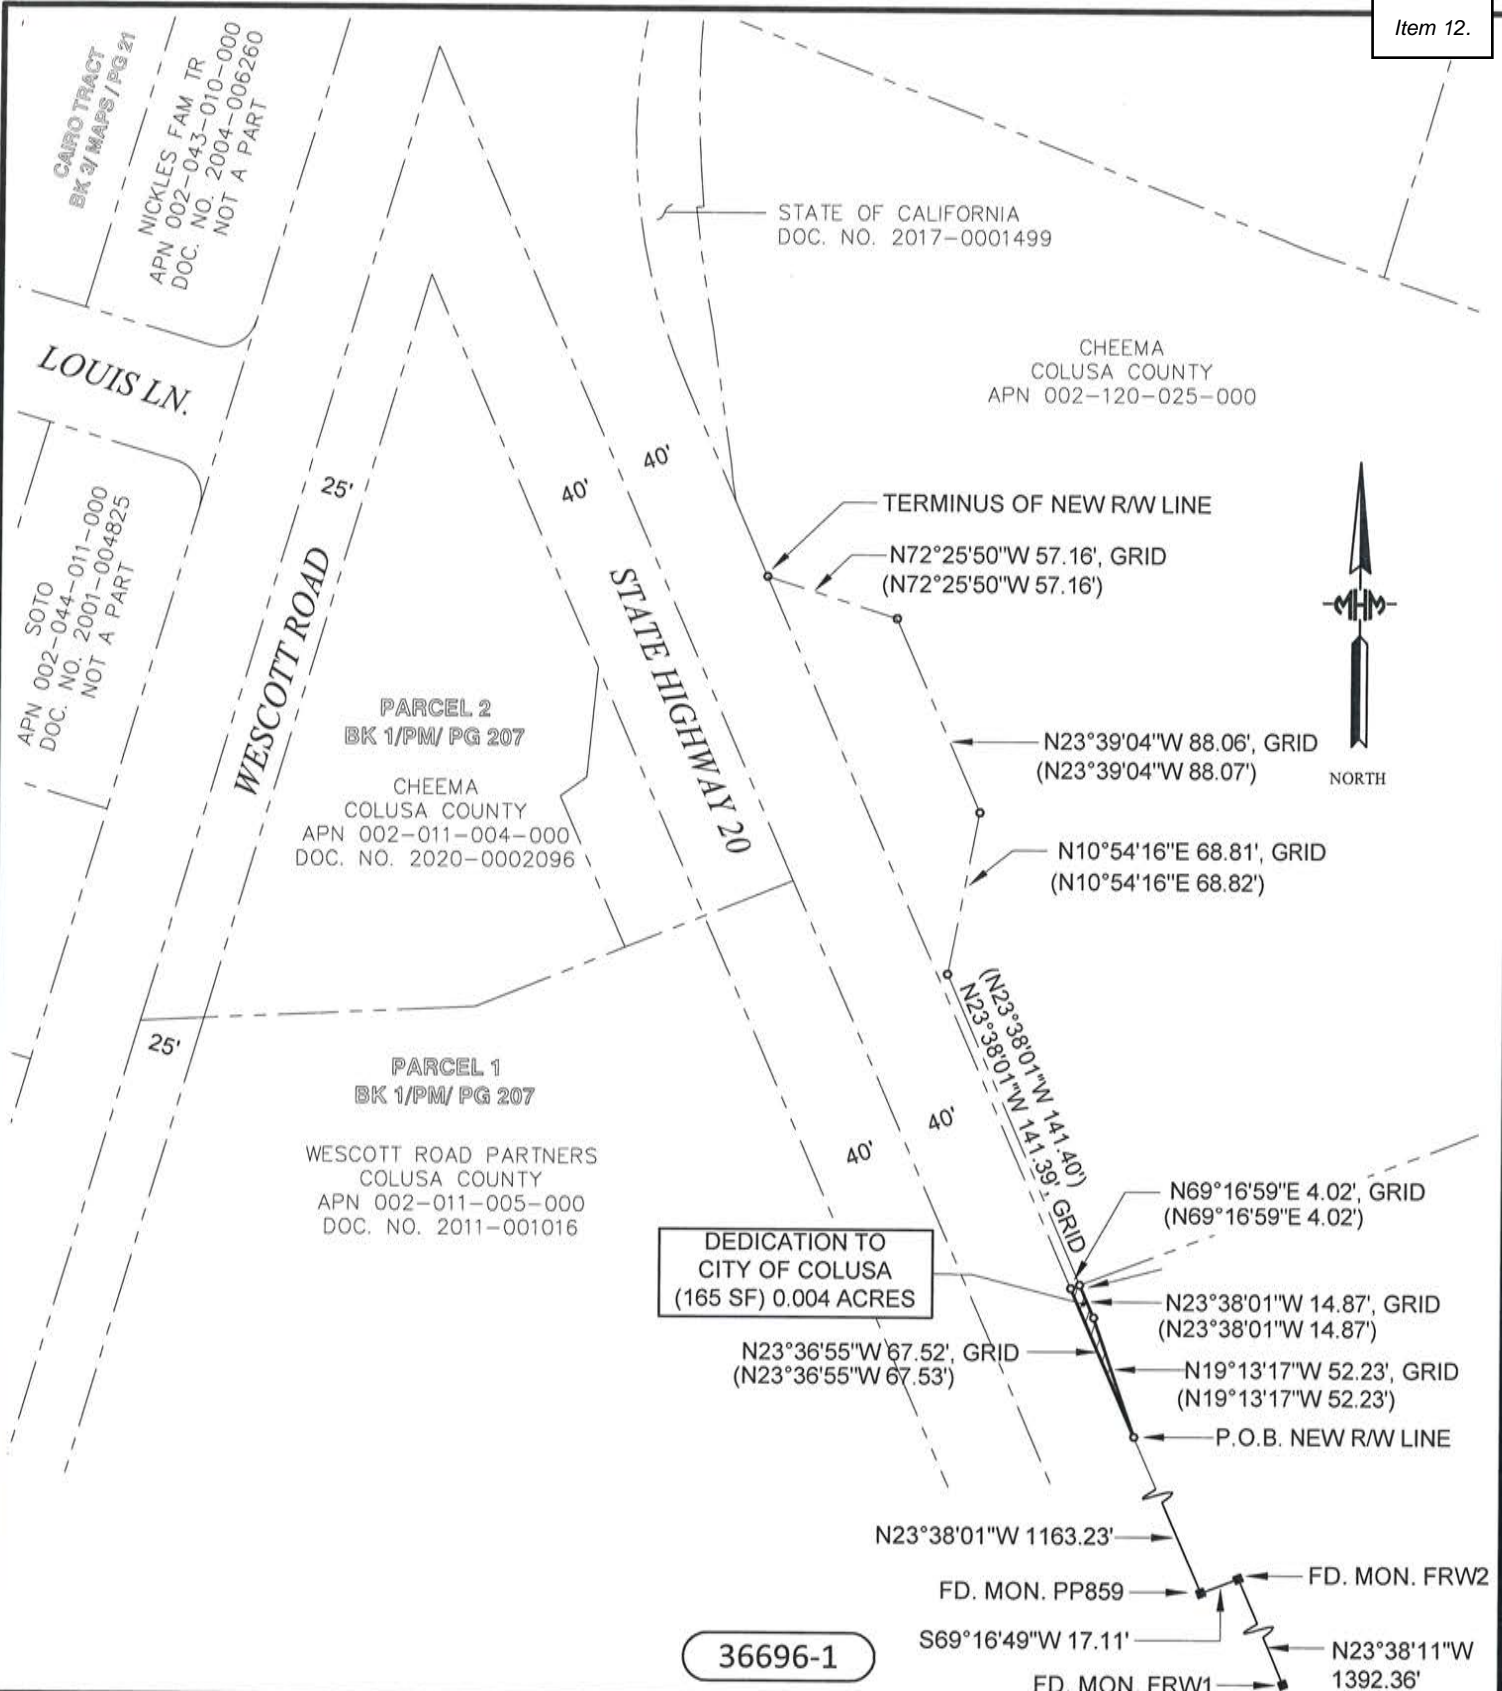 Item 12.
CAIRO TRACT
BK 3/ MAPS / PG 21
NICKLES FAM TR
APN 002-043-010-000
DOC. NO. 2004-006260
NOT A PART
STATE OF CALIFORNIA
DOC. NO. 2017-0001499
LOUIS LN.
CHEEMA
COLUSA COUNTY
APN 002-120-025-000
40'
40'
25'
TERMINUS OF NEW R/W LINE
N72°25'50"W 57.16', GRID
(N72°25'50"W 57.16')
SOTO
APN 002-044-011-000
DOC. NO. 2001-004825
NOT A PART
WESCOTT ROAD
STATE HIGHWAY 20
MHM
NORTH
PARCEL 2
BK 1/PM/ PG 207
CHEEMA
COLUSA COUNTY
APN 002-011-004-000
DOC. NO. 2020-0002096
N23°39'04"W 88.06', GRID
(N23°39'04"W 88.07')
N10°54'16"E 68.81', GRID
(N10°54'16"E 68.82')
(N23°38'01"W 141.40')
N23°38'01"W 141.39', GRID
25'
PARCEL 1
BK 1/PM/ PG 207
WESCOTT ROAD PARTNERS
COLUSA COUNTY
APN 002-011-005-000
DOC. NO. 2011-001016
40'
40'
N69°16'59"E 4.02', GRID
(N69°16'59"E 4.02')
DEDICATION TO
CITY OF COLUSA
(165 SF) 0.004 ACRES
N23°38'01"W 14.87', GRID
(N23°38'01"W 14.87')
N23°36'55"W 67.52', GRID
(N23°36'55"W 67.53')
N19°13'17"W 52.23', GRID
(N19°13'17"W 52.23')
P.O.B. NEW R/W LINE
N23°38'01"W 1163.23'
FD. MON. PP859
FD. MON. FRW2
S69°16'49"W 17.11'
36696-1
N23°38'11"W
1392.36'
FD. MON. FRW1